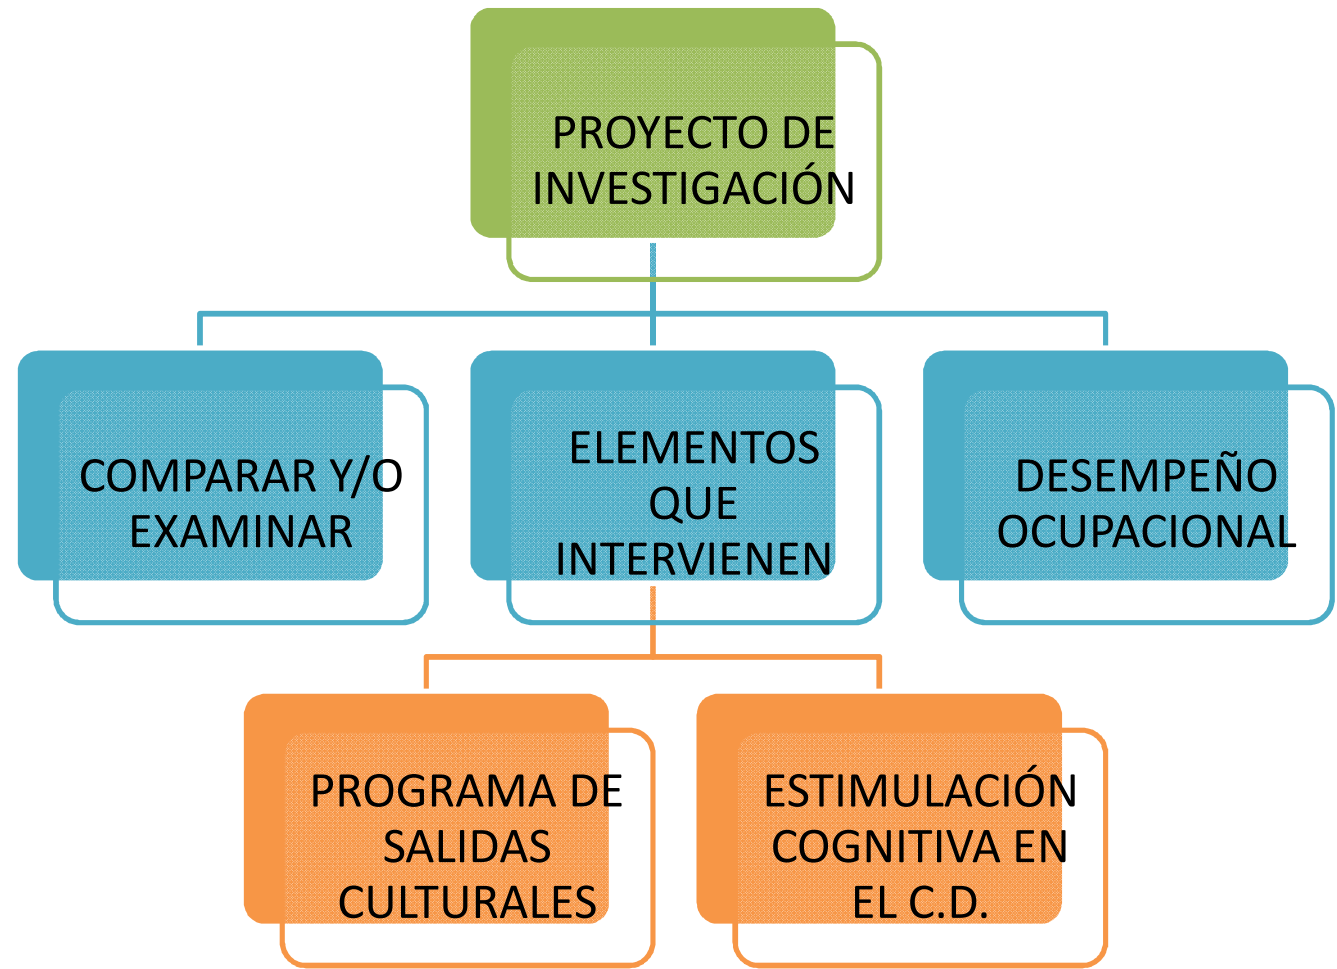 PROYECTO DE
INVESTIGACIÓN
COMPARAR Y/O
EXAMINAR
ELEMENTOS
QUE
INTERVIENEN
DESEMPEÑO
OCUPACIONAL
PROGRAMA DE
SALIDAS
CULTURALES
ESTIMULACIÓN
COGNITIVA EN
EL C.D.